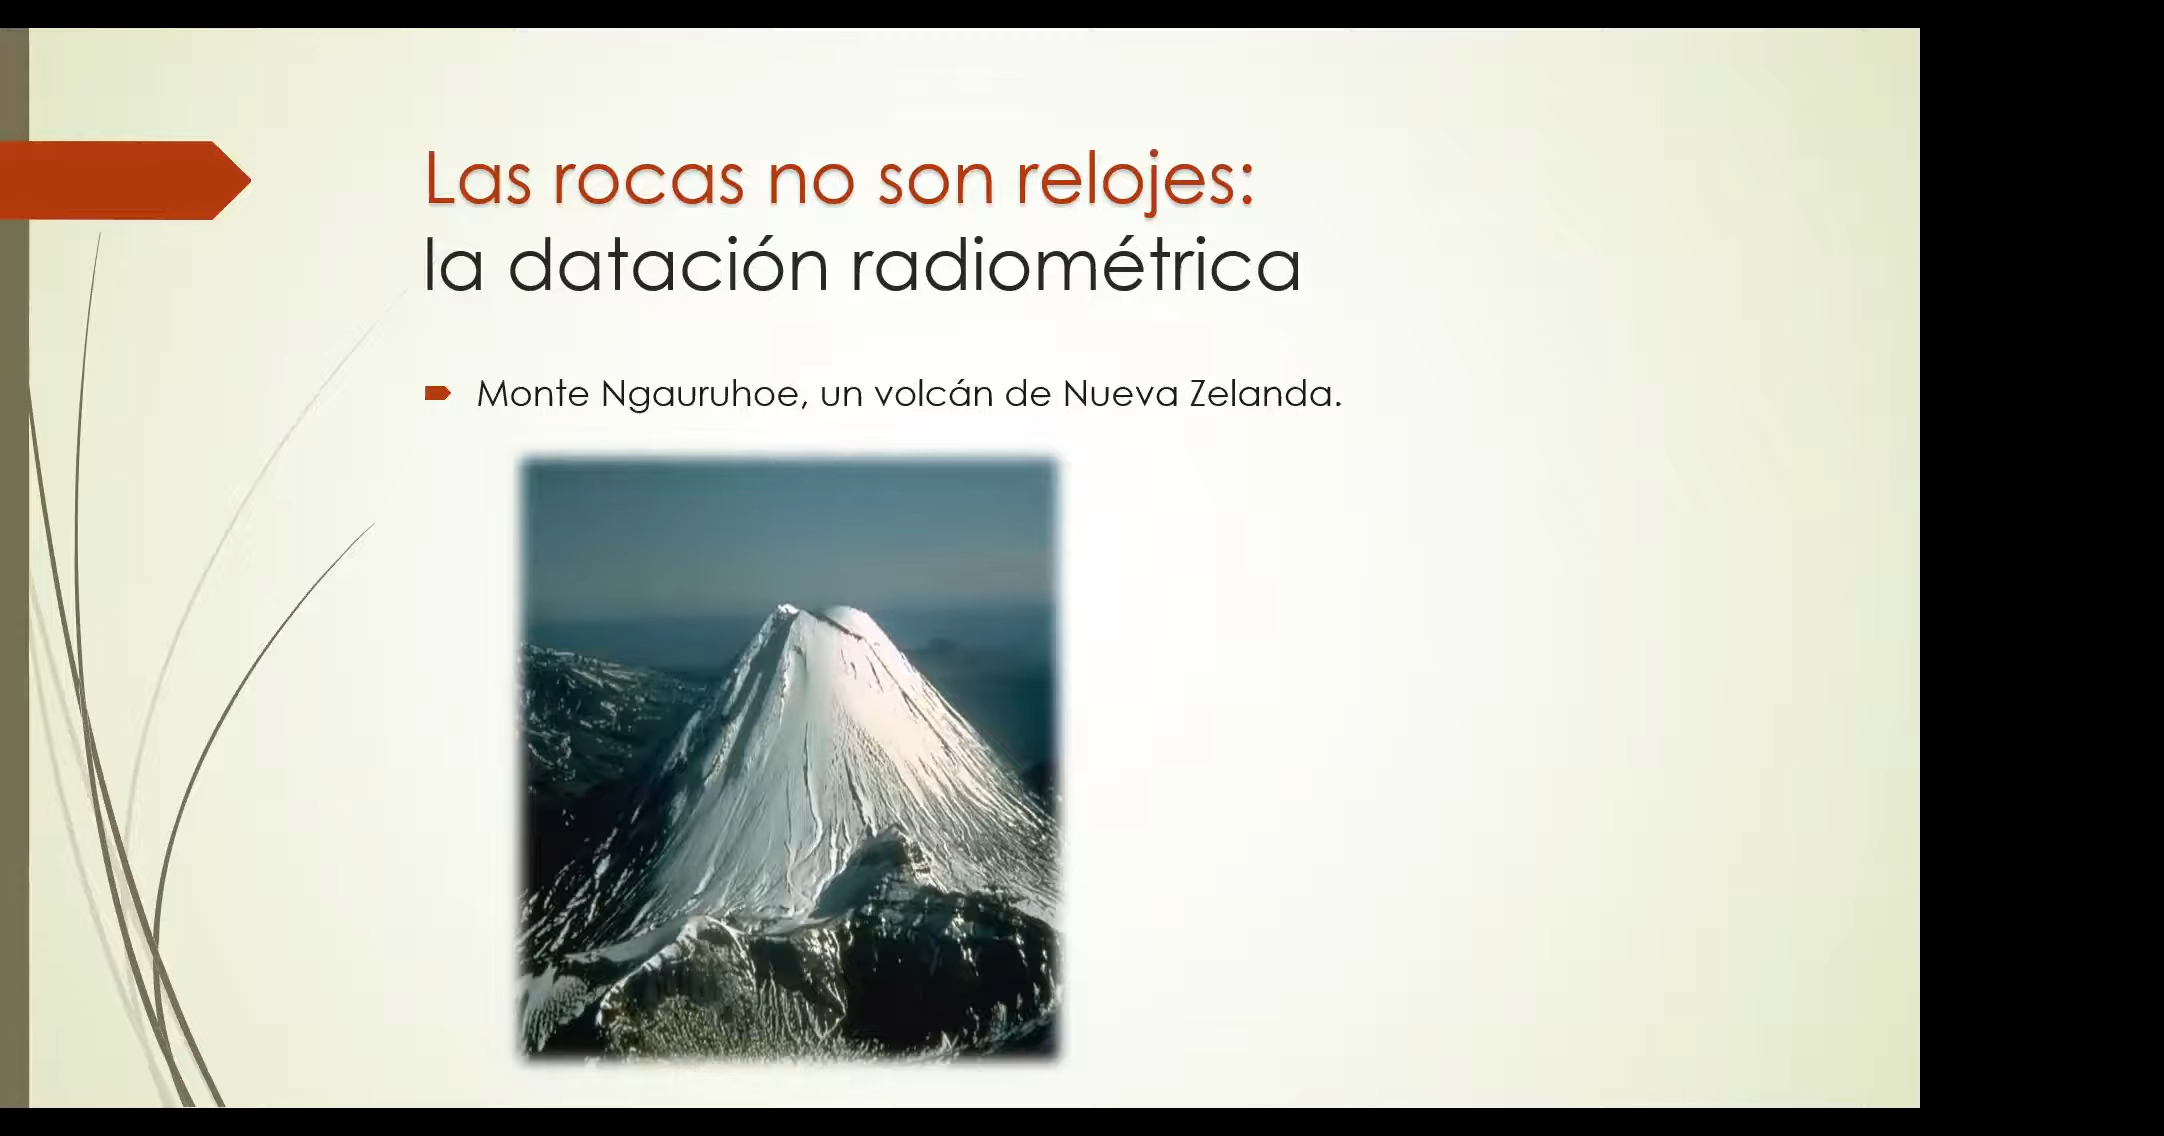 Las rocas no son relojes:
la datación radiométrica
Monte Ngauruhoe, un volcán de Nueva Zelanda.